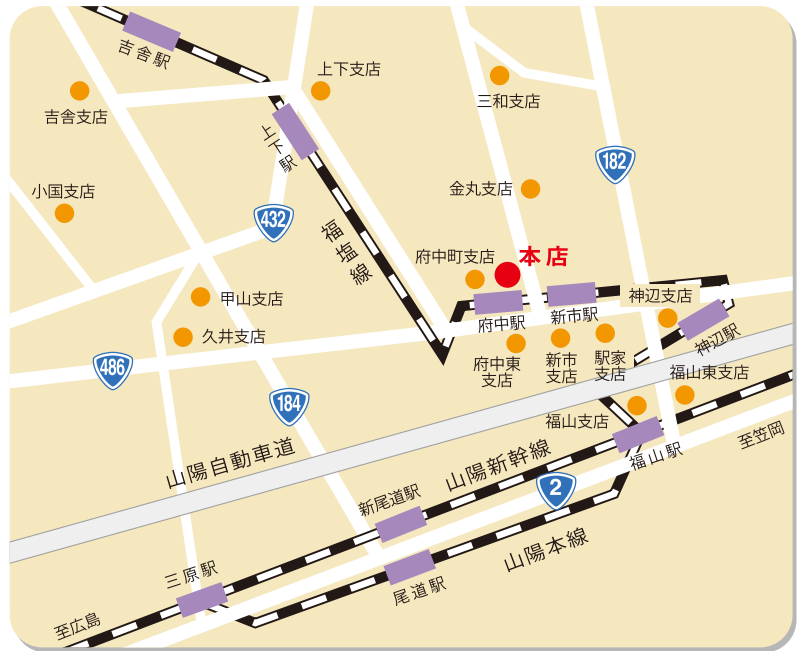 吉舎駅
上下支店
三和支店
吉舎支店
上下駅
182
小国支店
金丸支店
432
福塩線
本店
府中町支店
甲山支店
神辺支店
府中駅
新市駅
久井支店
神辺駅
府中東
支店
新市
支店
駅家
支店
486
福山東支店
184
福山支店
至笠岡
山陽自動車道
山陽新幹線
福山駅
新尾道駅
2
山陽本線
三原駅
尾道駅
至広島